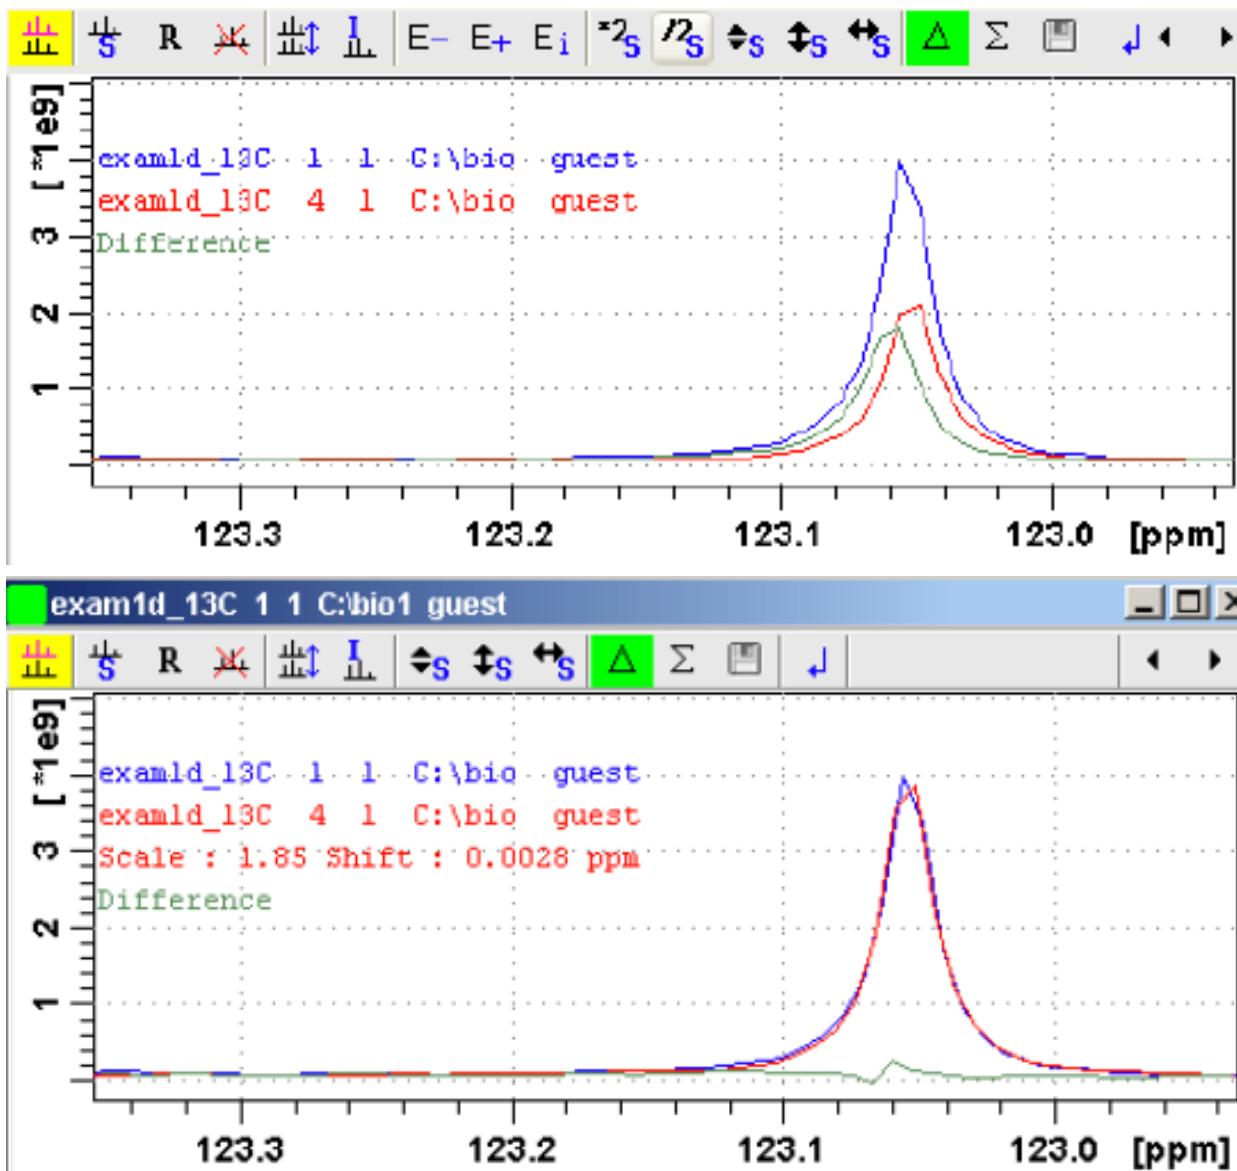 S R I E- E+ Ei *2S /2S S S S Δ Σ
[*1e9]
exam1d_13C 1 1 C:\bio guest
exam1d_13C 4 1 C:\bio guest
Difference
3
2
1
123.3 123.2 123.1 123.0 [ppm]
exam1d_13C 1 1 C:\bio1 guest
S R I S S S Δ Σ
[*1e9]
exam1d_13C 1 1 C:\bio guest
exam1d_13C 4 1 C:\bio guest
Scale : 1.85 Shift : 0.0028 ppm
Difference
3
2
1
123.3 123.2 123.1 123.0 [ppm]